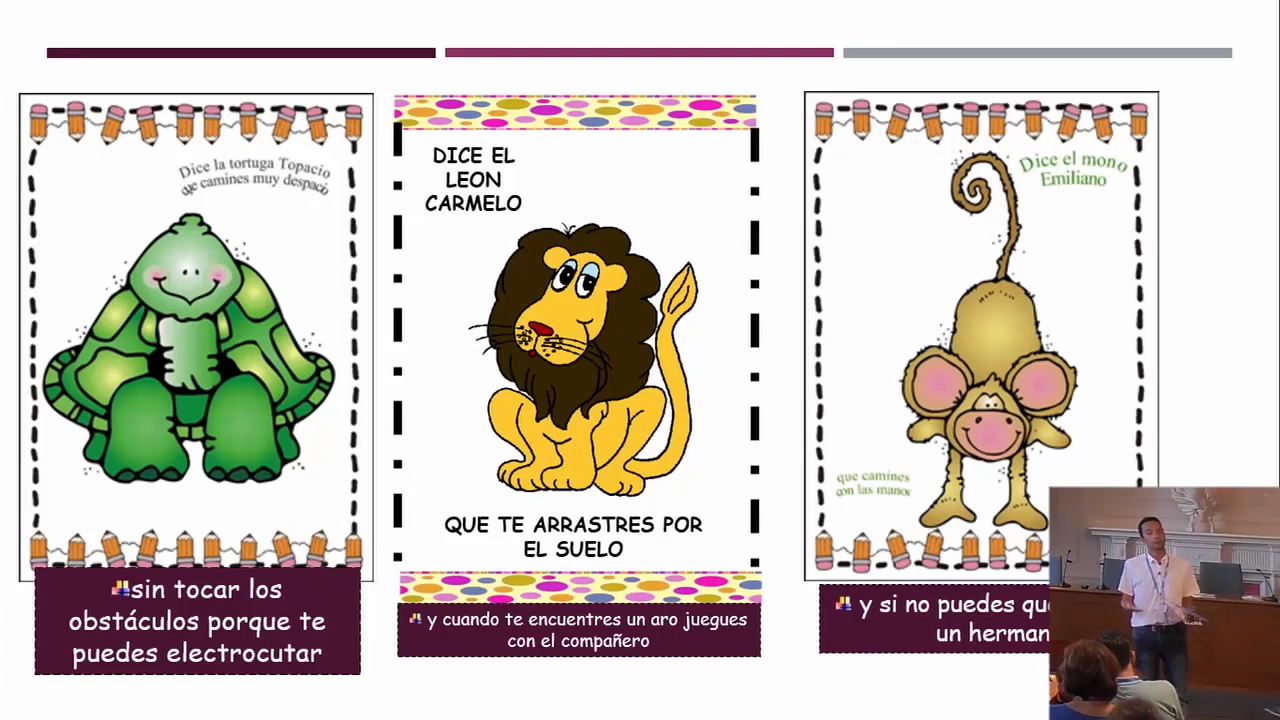 Dice la tortuga Topacio
que camines muy despacio
sin tocar los
obstáculos porque te
puedes electrocutar
DICE EL
LEON
CARMELO
QUE TE ARRASTRES POR
EL SUELO
y cuando te encuentres un aro juegues
con el compañero
Dice el mono
Emiliano
que camines
con las manos
y si no puedes
un